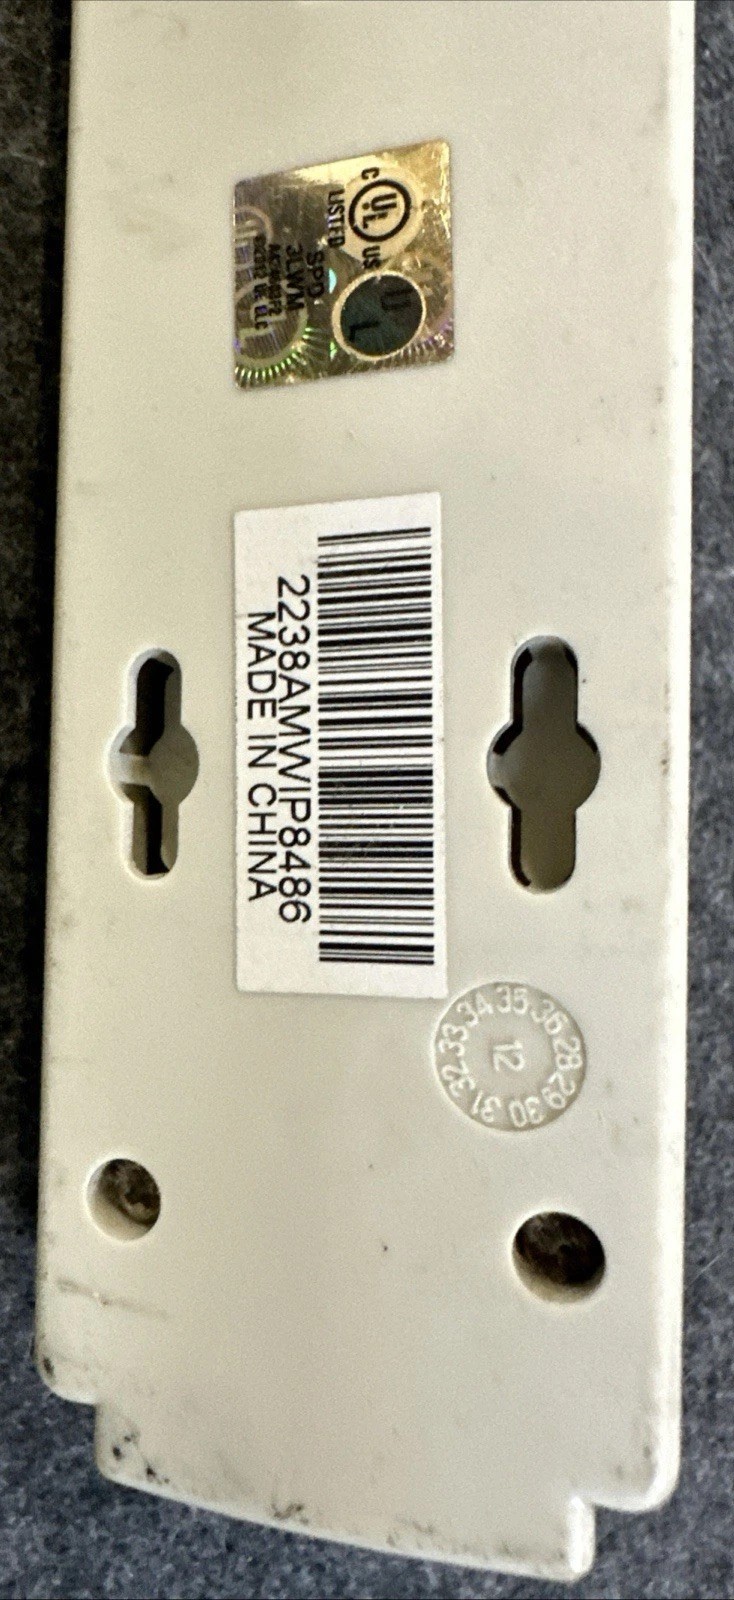 C UL US
LISTED
SPD
3LWM
UL
2238AMWIP8486
MADE IN CHINA
28 29 30 31 32 33 34 35 36
12